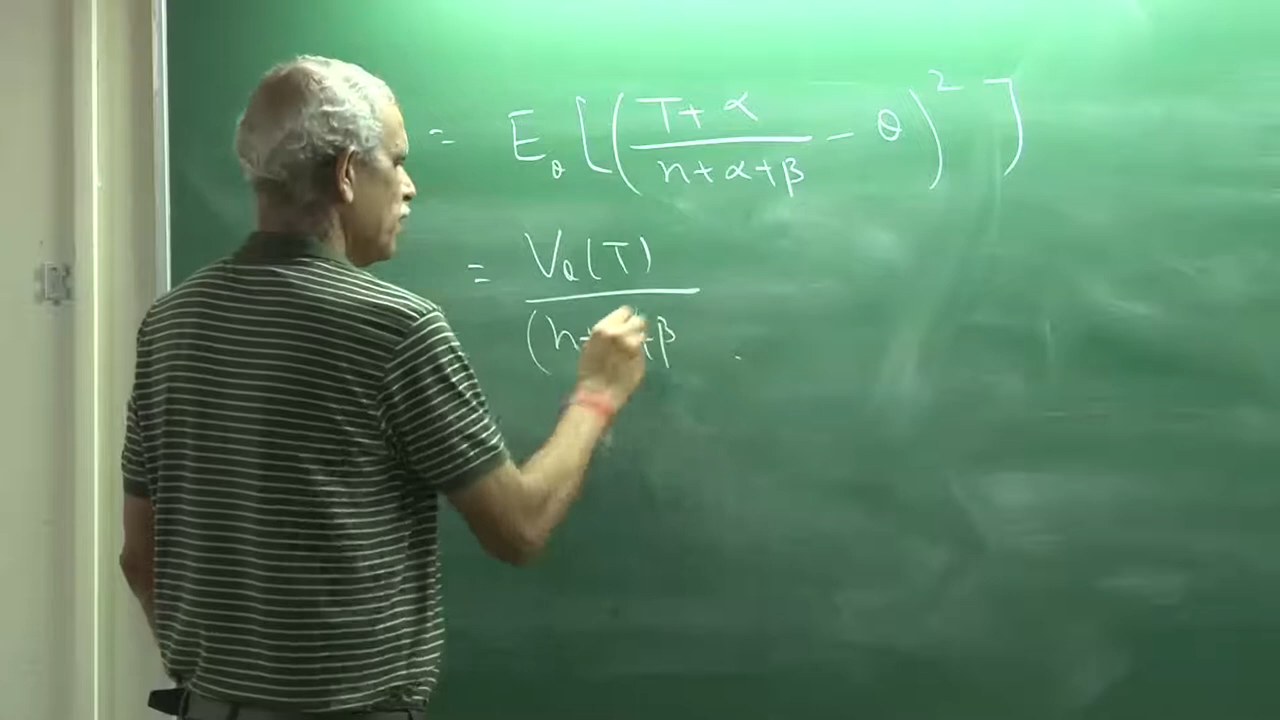 = E_θ [ ( (T + α) / (n + α + β) − θ )² ]
= V_θ(T) / (n + + β